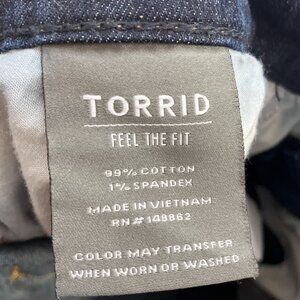 TORRID
FEEL THE FIT
99% COTTON
1% SPANDEX
MADE IN VIETNAM
RN# 148862
COLOR MAY TRANSFER
WHEN WORN OR WASHED